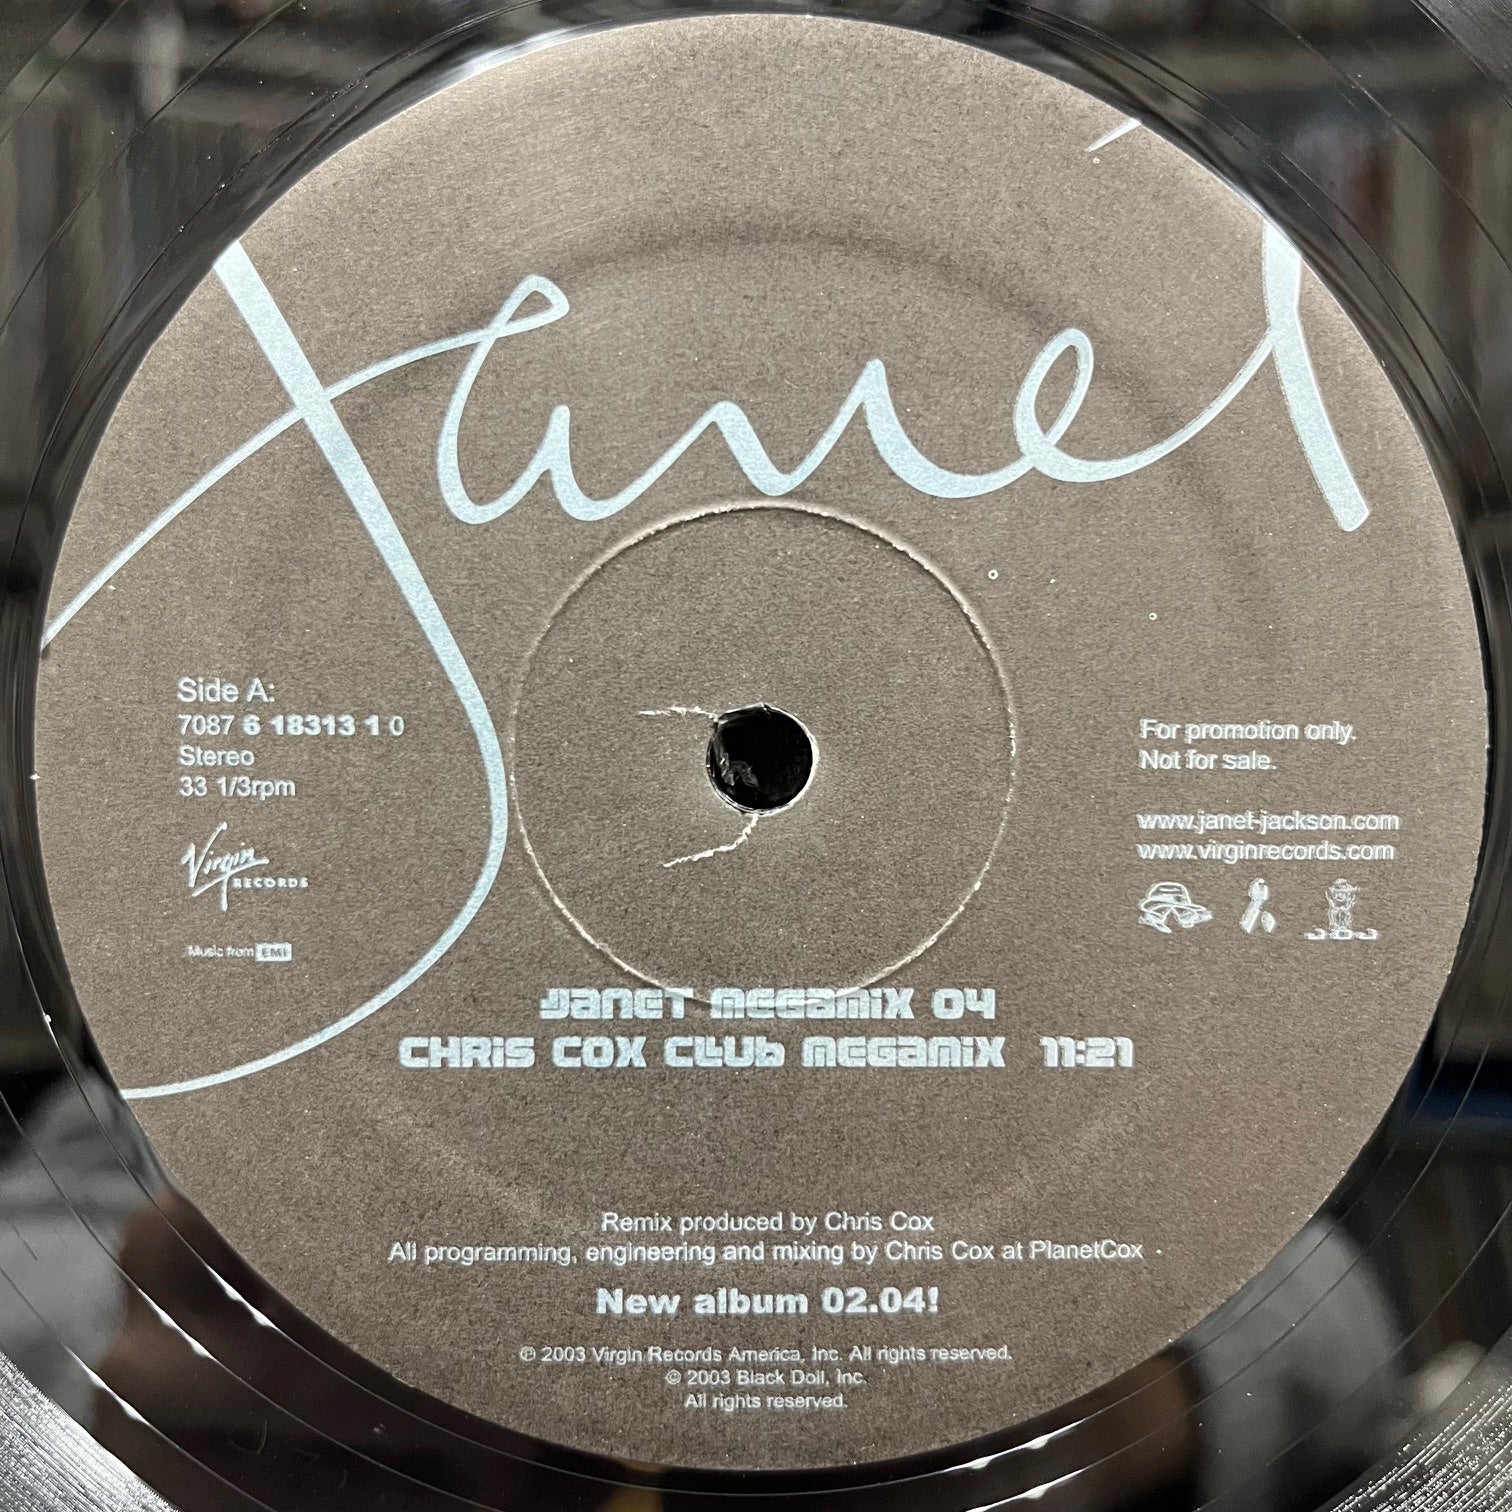 Janet
Side A:
7087 6 18313 1 0
Stereo
33 1/3rpm
Virgin
RECORDS
Music from EMI
For promotion only.
Not for sale.
www.janet-jackson.com
www.virginrecords.com
JANET MEGAMIX 04
CHRIS COX CLUB MEGAMIX 11:21
Remix produced by Chris Cox
All programming, engineering and mixing by Chris Cox at PlanetCox
New album 02.04!
℗ 2003 Virgin Records America, Inc. All rights reserved.
© 2003 Black Doll, Inc.
All rights reserved.